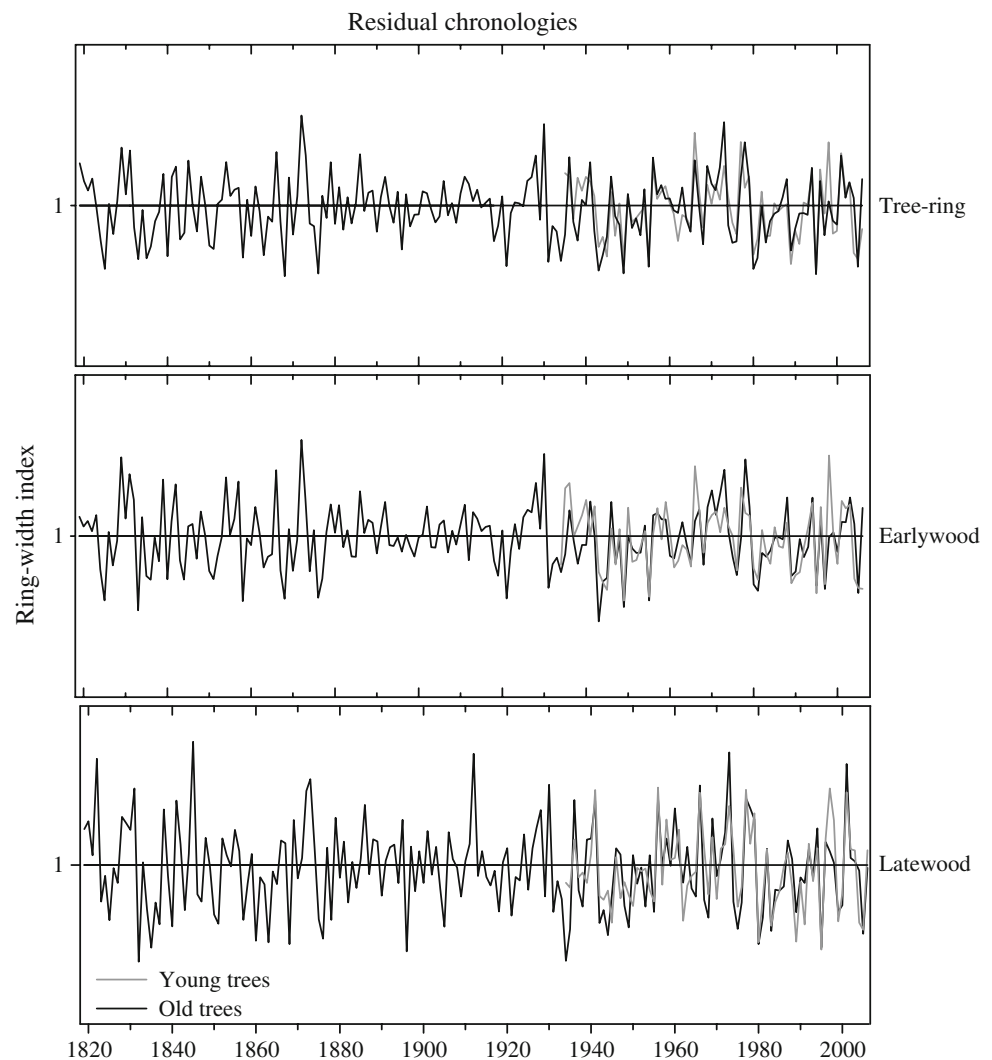 Residual chronologies
1
Tree-ring
Ring-width index
1
Earlywood
1
Latewood
Young trees
Old trees
1820 1840 1860 1880 1900 1920 1940 1960 1980 2000